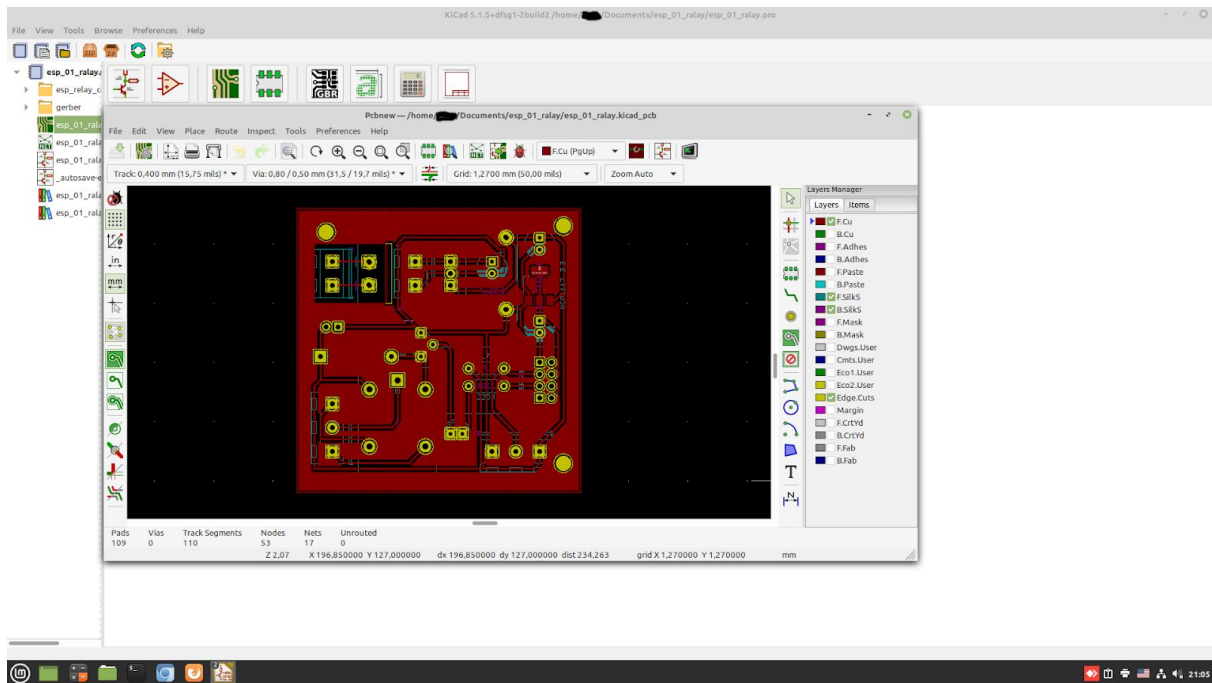 KiCad 5.1.5+dfsg1-2build2 /home/ /Documents/esp_01_ralay/esp_01_ralay.pro
File View Tools Browse Preferences Help
esp_01_ralay.
esp_relay_c
gerber
esp_01_rala
esp_01_rala
esp_01_rala
_autosave-e
esp_01_rala
esp_01_rala
GBR
Pcbnew — /home/ /Documents/esp_01_ralay/esp_01_ralay.kicad_pcb
File Edit View Place Route Inspect Tools Preferences Help
F.Cu (PgUp)
Track: 0,400 mm (15,75 mils) * Via: 0,80 / 0,50 mm (31,5 / 19,7 mils) * Grid: 1,2700 mm (50,00 mils) Zoom Auto
in
mm
Layers Manager
Layers Items
F.Cu
B.Cu
F.Adhes
B.Adhes
F.Paste
B.Paste
F.SilkS
B.SilkS
F.Mask
B.Mask
Dwgs.User
Cmts.User
Eco1.User
Eco2.User
Edge.Cuts
Margin
F.CrtYd
B.CrtYd
F.Fab
B.Fab
T
N
Pads Vias Track Segments Nodes Nets Unrouted
109 0 110 53 17 0
Z 2,07 X 196,850000 Y 127,000000 dx 196,850000 dy 127,000000 dist 234,263 grid X 1,270000 Y 1,270000 mm
21:05